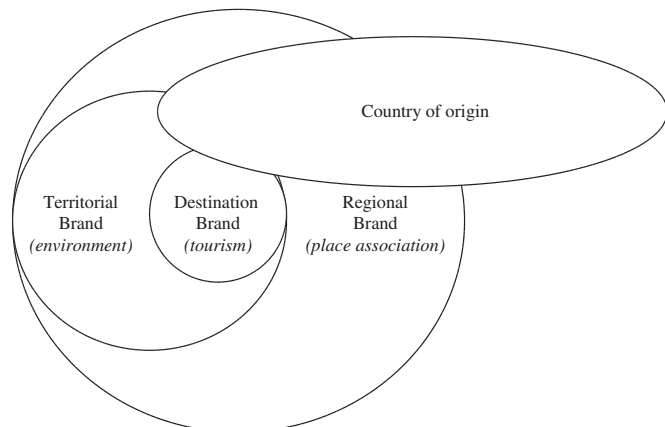 Country of origin
Territorial
Brand
(environment)
Destination
Brand
(tourism)
Regional
Brand
(place association)